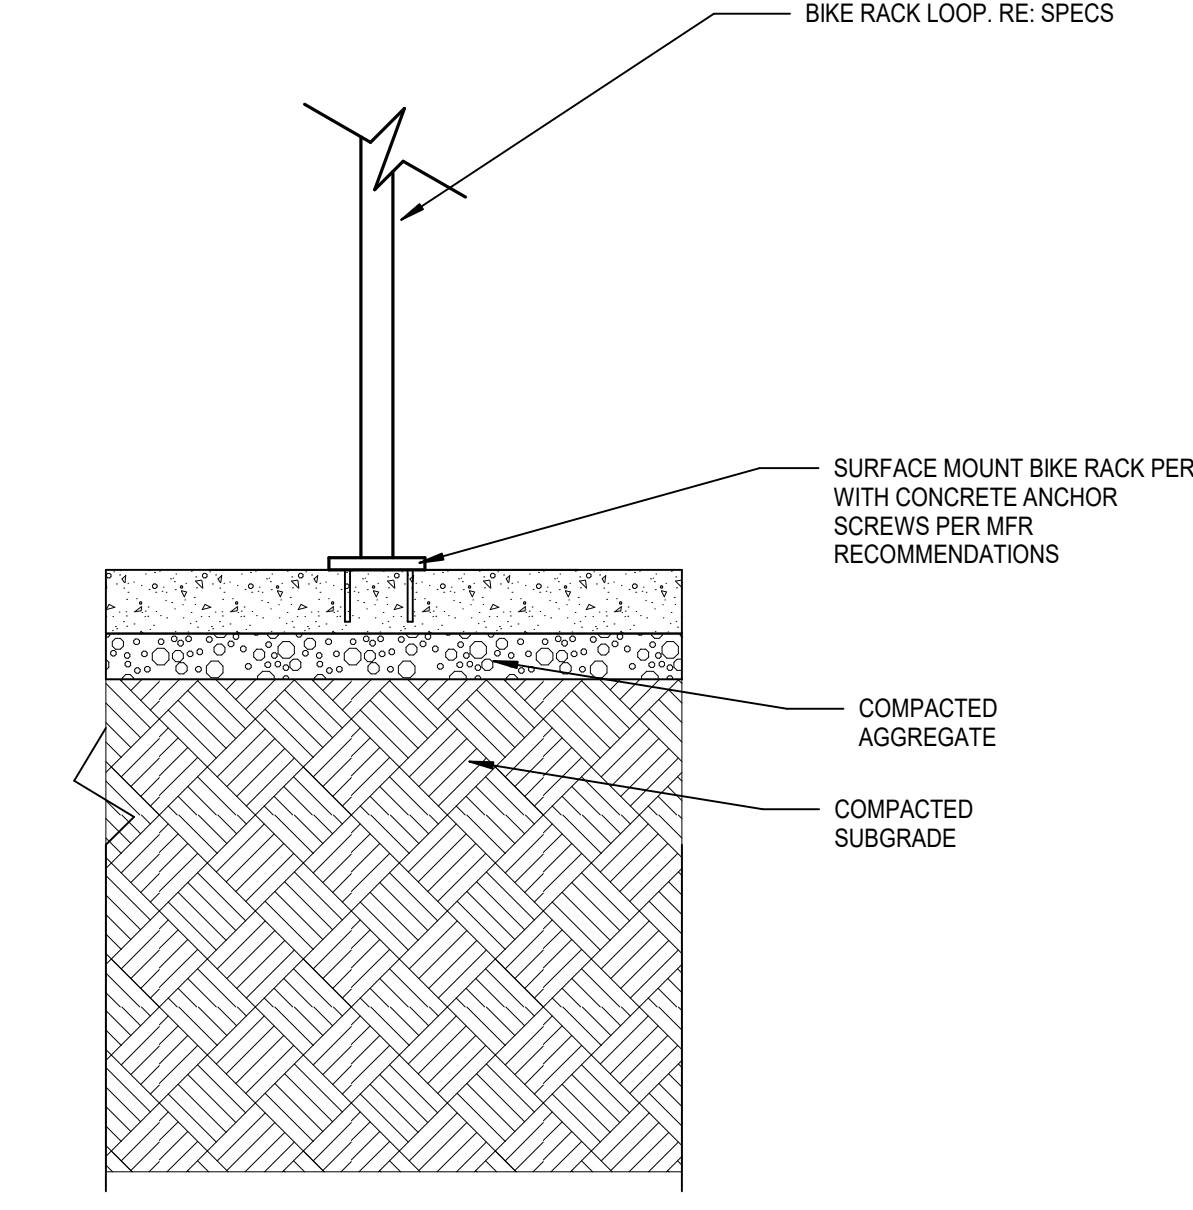 BIKE RACK LOOP. RE: SPECS
SURFACE MOUNT BIKE RACK PER
WITH CONCRETE ANCHOR
SCREWS PER MFR
RECOMMENDATIONS
COMPACTED
AGGREGATE
COMPACTED
SUBGRADE